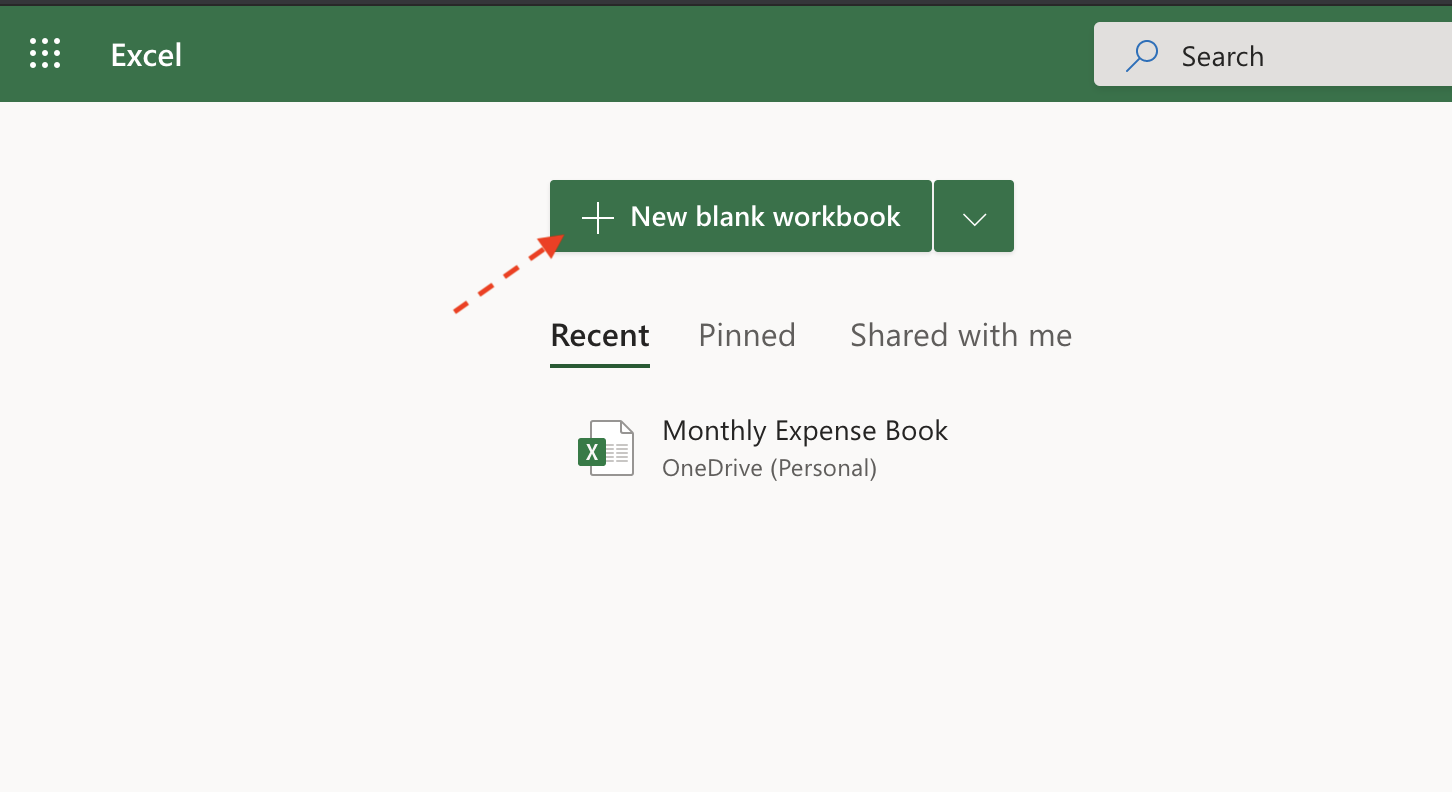 Excel
Search
New blank workbook
Recent Pinned Shared with me
X
Monthly Expense Book
OneDrive (Personal)